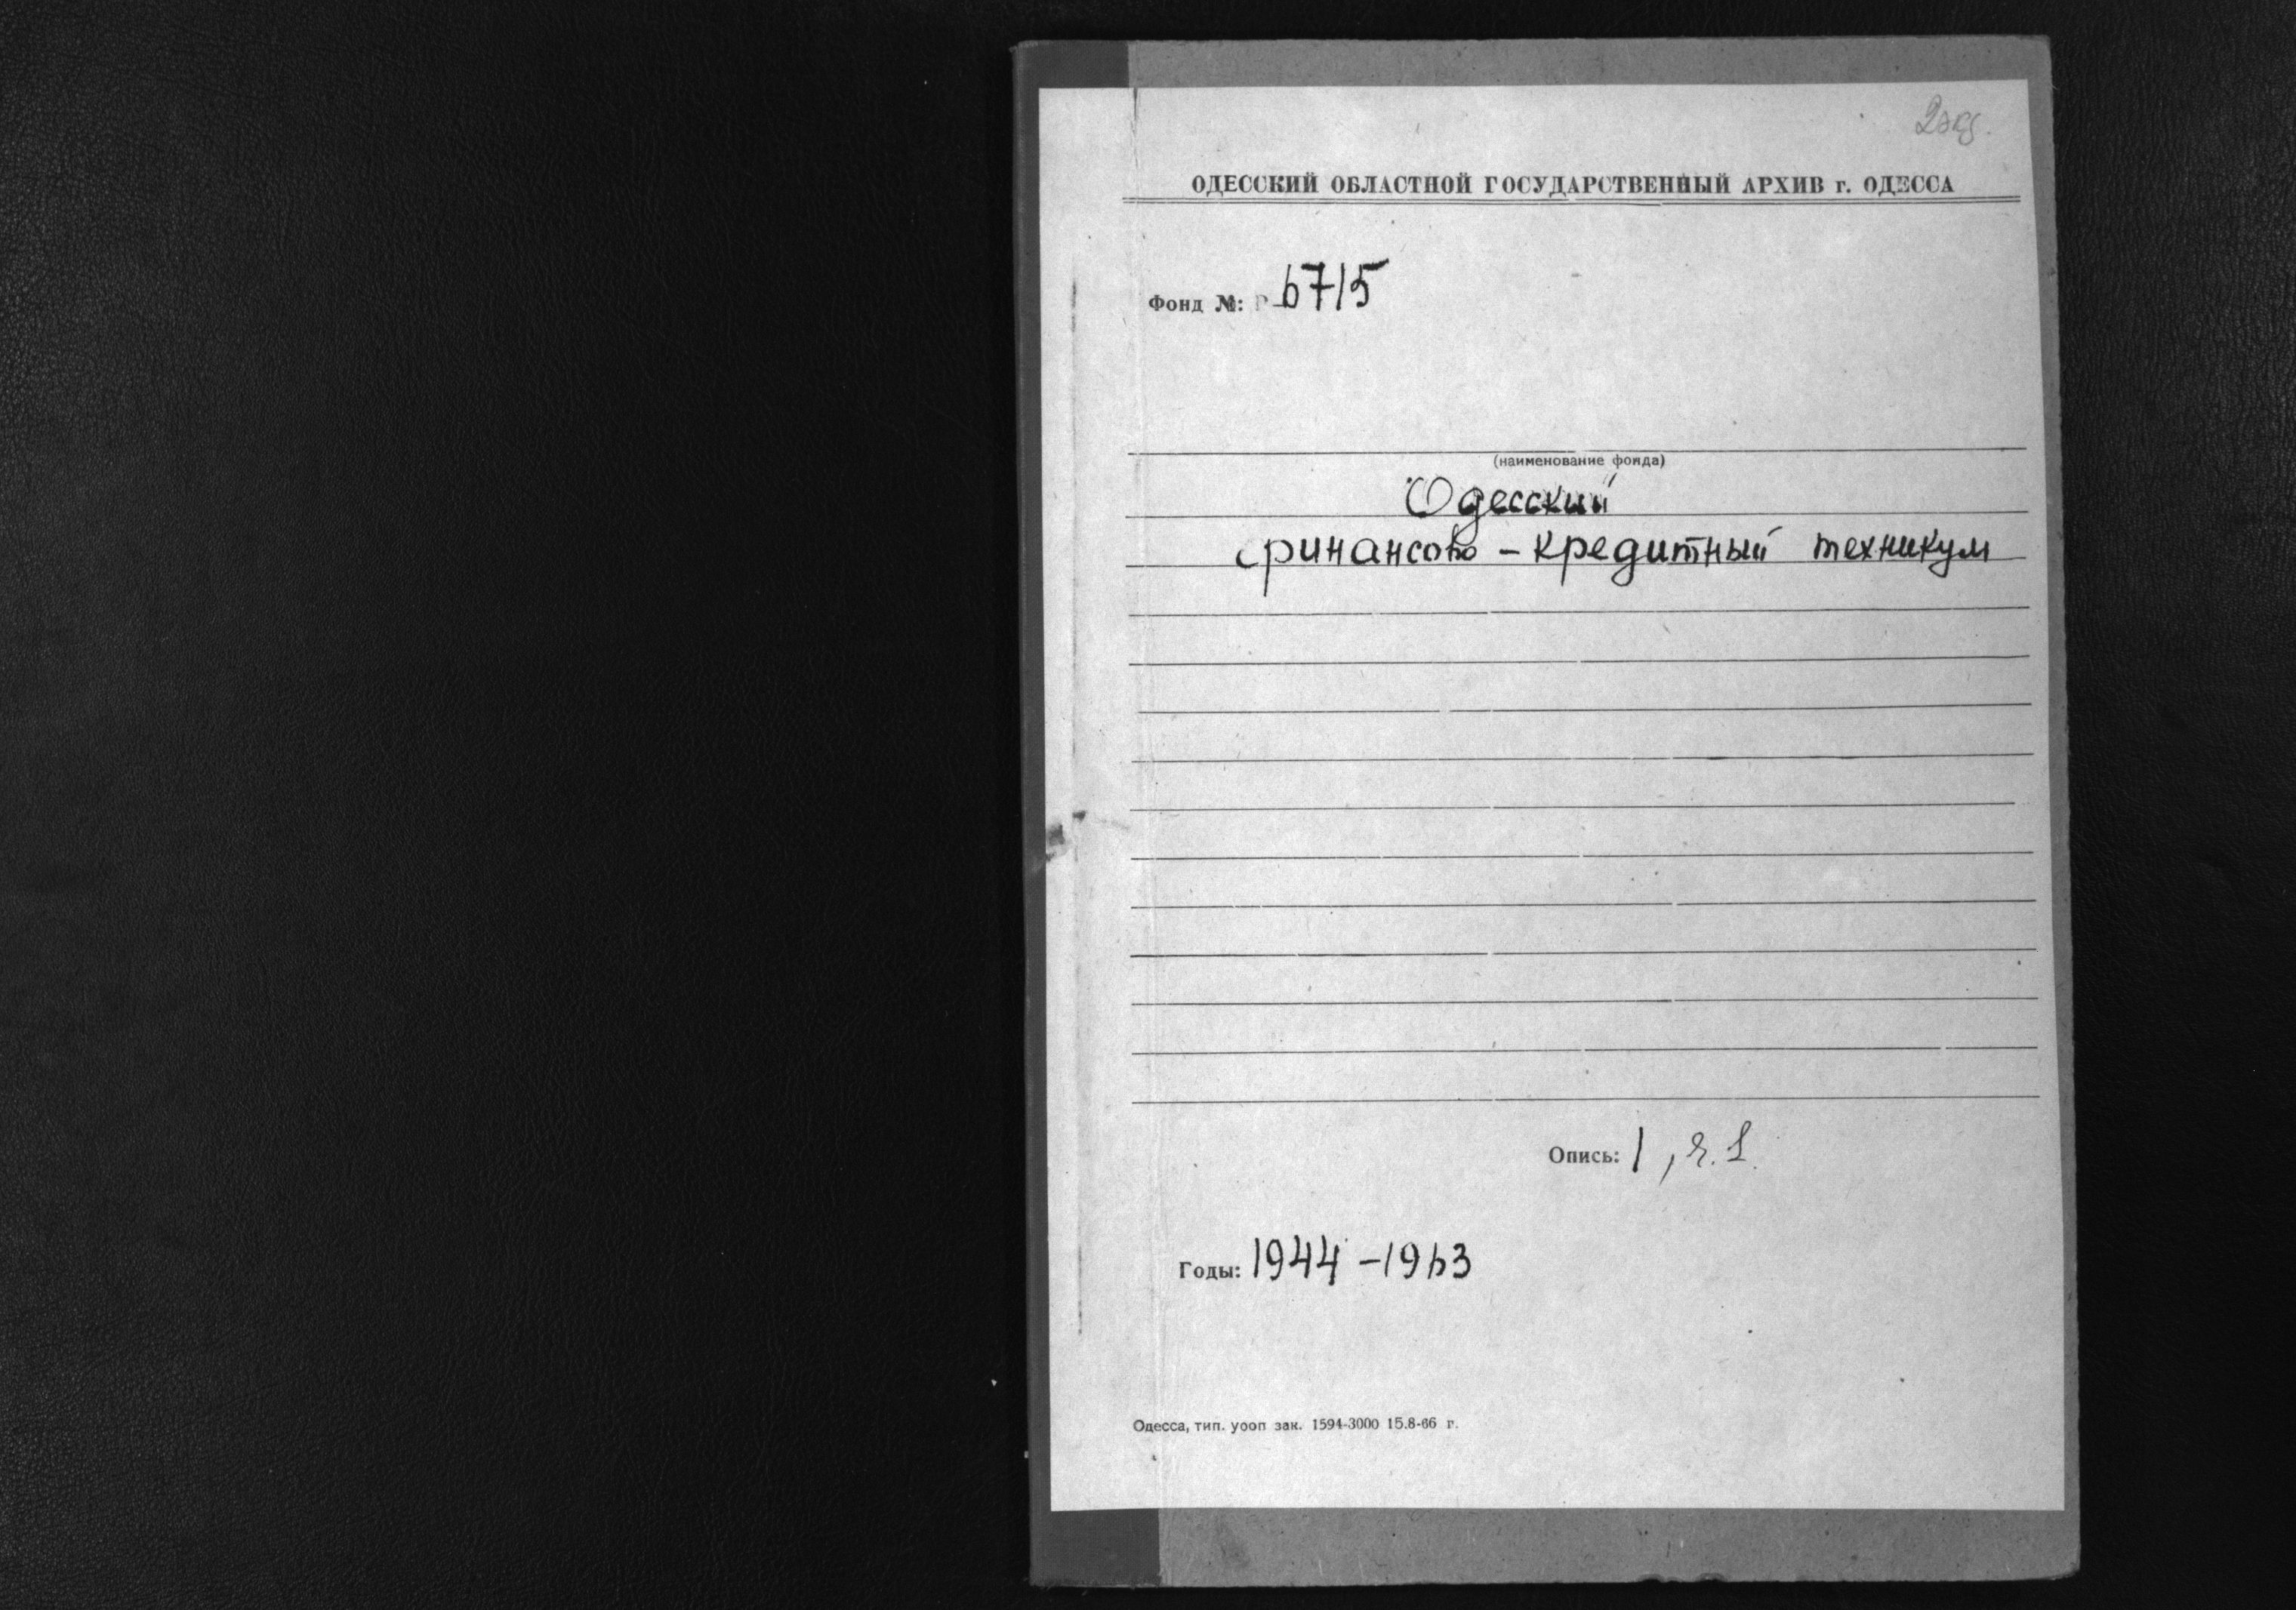 2 экз.
ОДЕССКИЙ ОБЛАСТНОЙ ГОСУДАРСТВЕННЫЙ АРХИВ г. ОДЕССА
Фонд №: Р-6715
(наименование фонда)
Одесский
финансово-кредитный техникум
Опись: 1, ч. 1.
Годы: 1944-1963
Одесса, тип. уооп зак. 1594-3000 15.8-66 г.